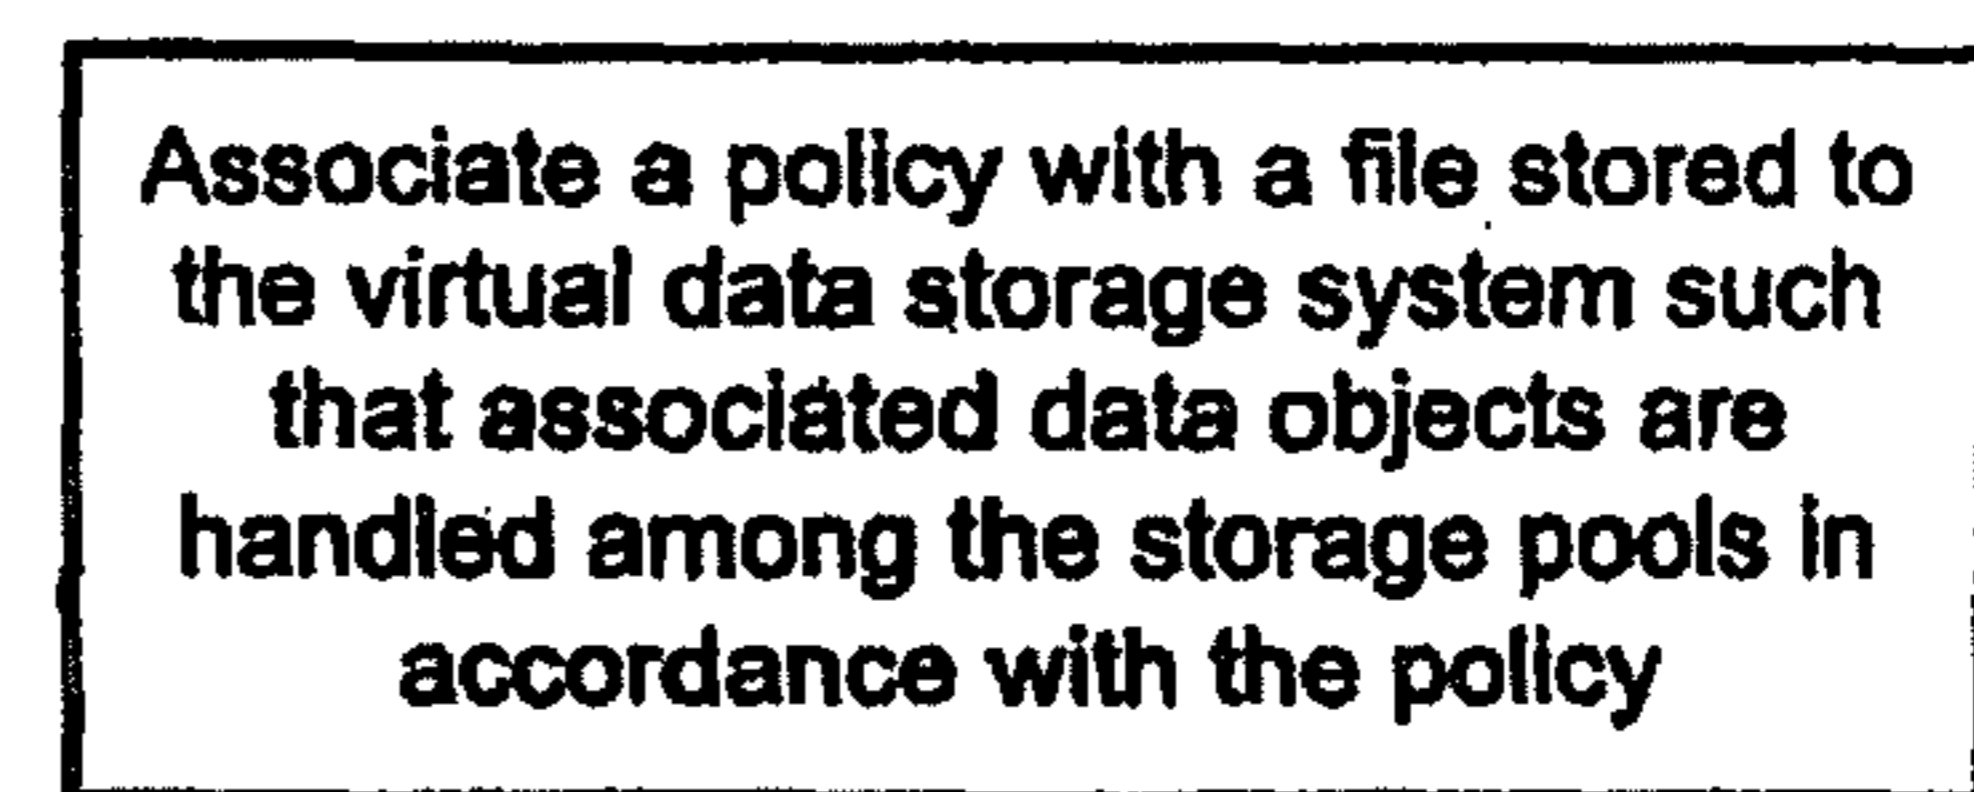 Associate a policy with a file stored to
the virtual data storage system such
that associated data objects are
handled among the storage pools in
accordance with the policy